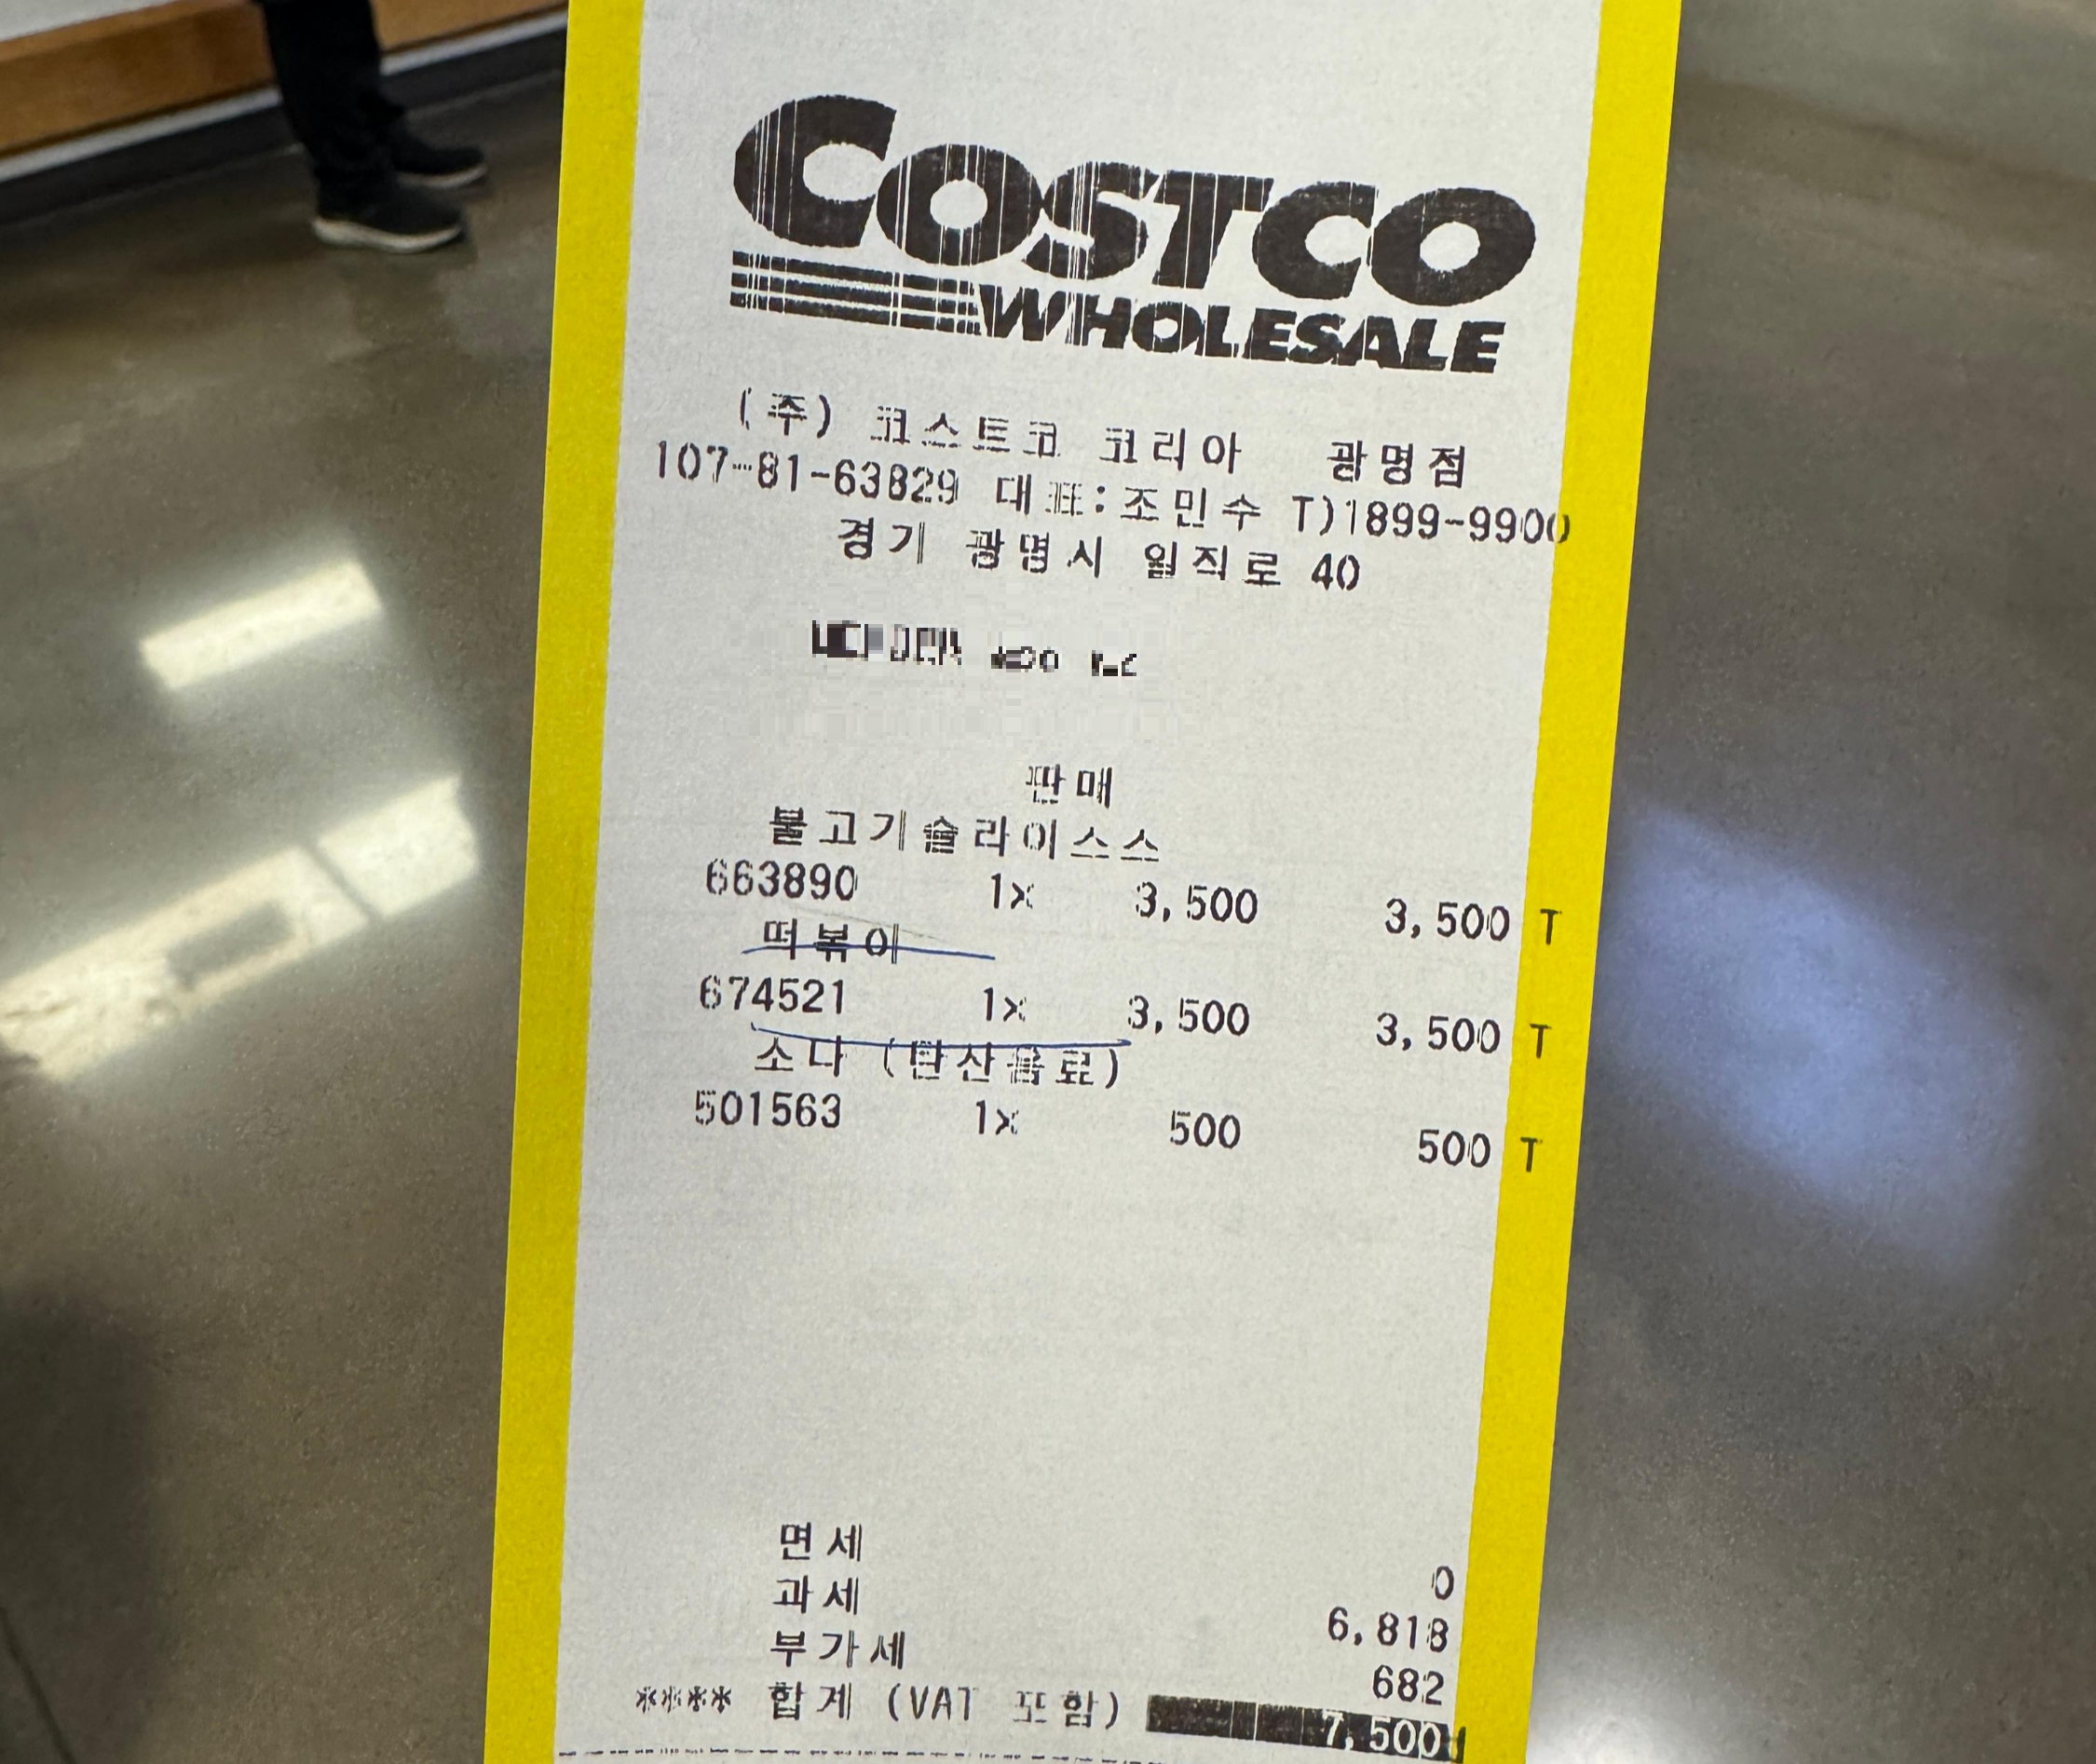 COSTCO
WHOLESALE
(주) 코스트코 코리아 광명점
107-81-63829 대표:조민수 T)1899-9900
경기 광명시 일직로 40
판매
불고기슬라이스스
663890 1x 3,500 3,500 T
떡볶이
674521 1x 3,500 3,500 T
소다 (탄산음료)
501563 1x 500 500 T
면세 0
과세 6,818
부가세 682
**** 합계 (VAT 포함) 7,500